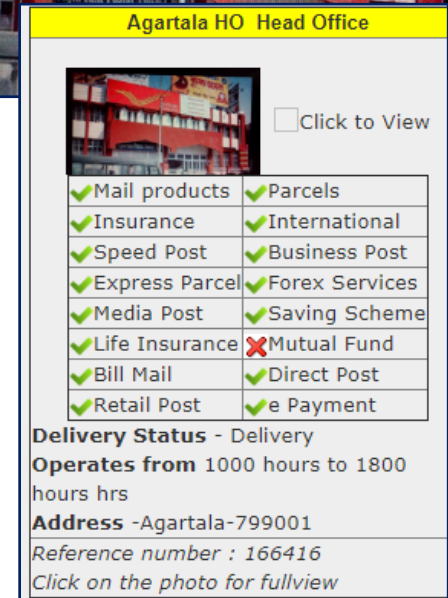 Agartala HO Head Office
Click to View
Mail products Parcels
Insurance International
Speed Post Business Post
Express Parcel Forex Services
Media Post Saving Scheme
Life Insurance Mutual Fund
Bill Mail Direct Post
Retail Post e Payment
Delivery Status - Delivery
Operates from 1000 hours to 1800
hours hrs
Address -Agartala-799001
Reference number : 166416
Click on the photo for fullview